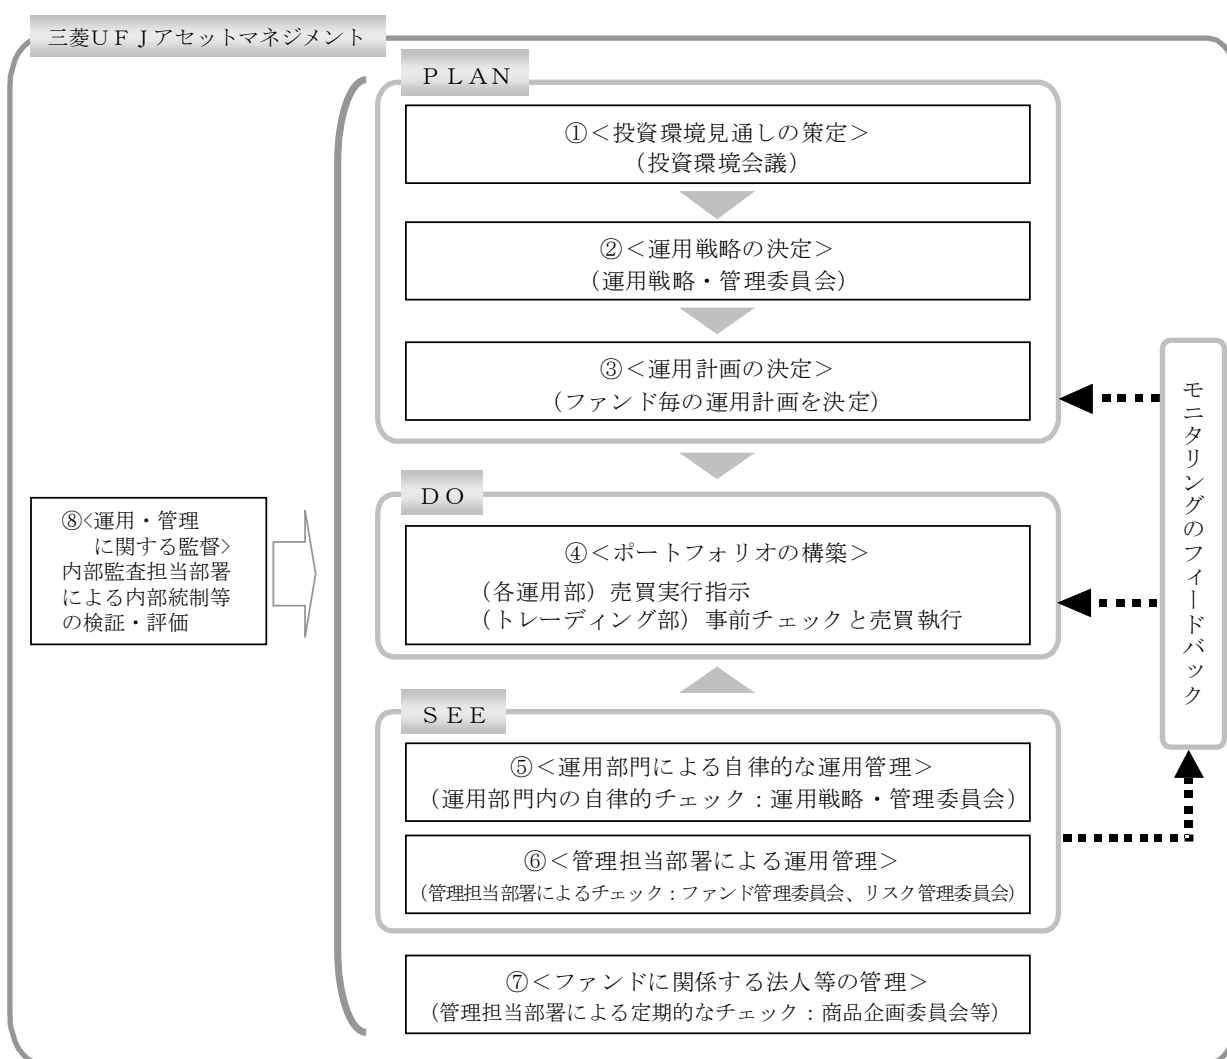 三菱ＵＦＪアセットマネジメント
ＰＬＡＮ
①＜投資環境見通しの策定＞
（投資環境会議）
②＜運用戦略の決定＞
（運用戦略・管理委員会）
③＜運用計画の決定＞
（ファンド毎の運用計画を決定）
ＤＯ
④＜ポートフォリオの構築＞
（各運用部）売買実行指示
（トレーディング部）事前チェックと売買執行
ＳＥＥ
⑤＜運用部門による自律的な運用管理＞
（運用部門内の自律的チェック：運用戦略・管理委員会）
⑥＜管理担当部署による運用管理＞
（管理担当部署によるチェック：ファンド管理委員会、リスク管理委員会）
⑦＜ファンドに関係する法人等の管理＞
（管理担当部署による定期的なチェック：商品企画委員会等）
⑧<運用・管理
に関する監督>
内部監査担当部署
による内部統制等
の検証・評価
モニタリングのフィードバック